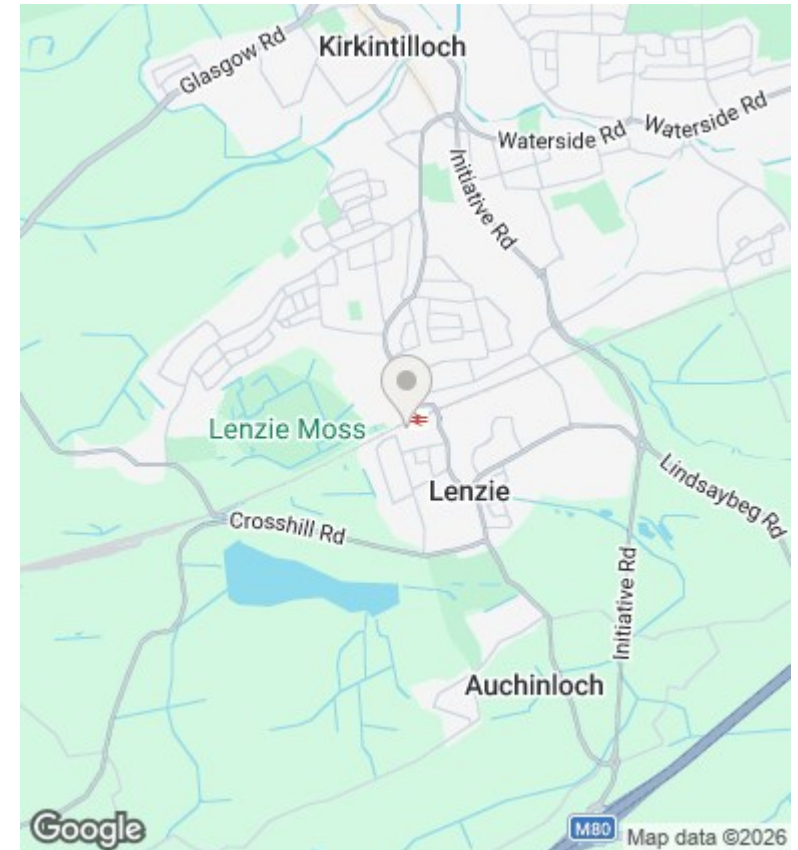 Kirkintilloch
Glasgow Rd
Waterside Rd
Waterside Rd
Initiative Rd
Lenzie Moss
Lenzie
Lindsaybeg Rd
Crosshill Rd
Initiative Rd
Auchinloch
M80
Google
Map data ©2026